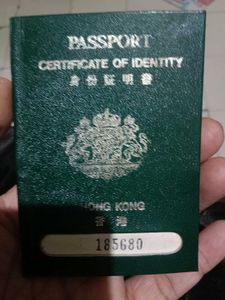 PASSPORT
CERTIFICATE OF IDENTITY
身份証明書
HONG KONG
香港
185680